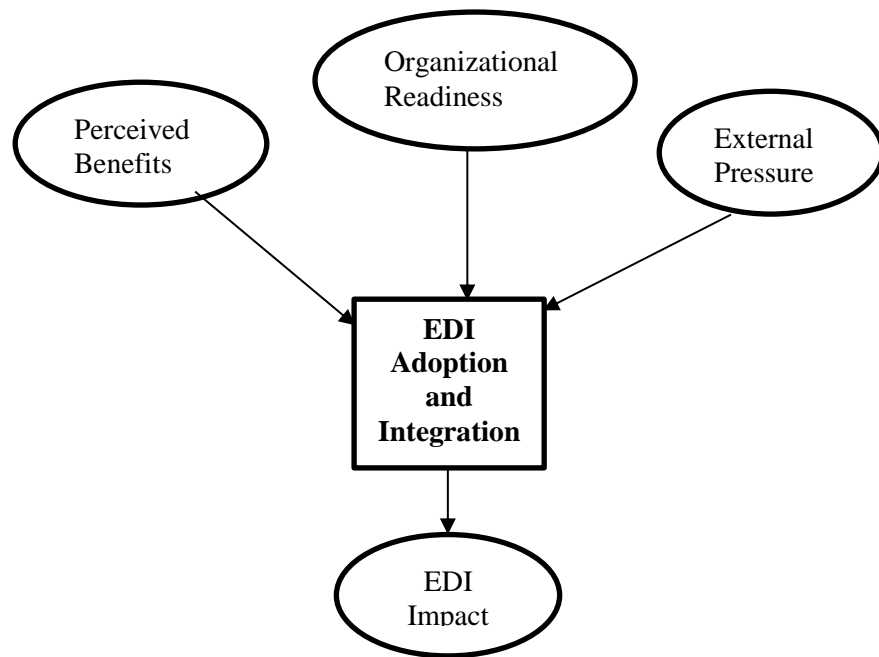 Organizational
Readiness
Perceived
Benefits
External
Pressure
EDI
Adoption
and
Integration
EDI
Impact